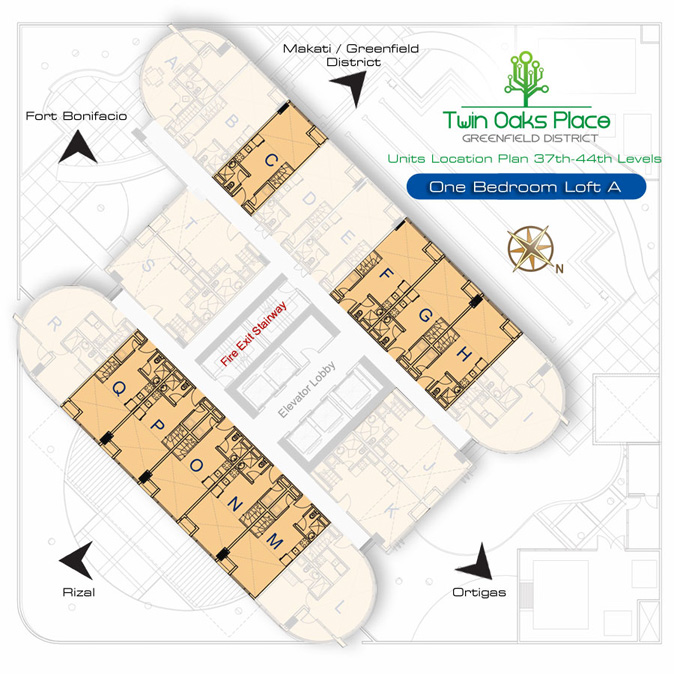 Makati / Greenfield
District
Fort Bonifacio
Twin Oaks Place
GREENFIELD DISTRICT
Units Location Plan 37th-44th Levels
One Bedroom Loft A
N
A
B
C
D
E
F
G
H
T
S
R
Fire Exit Stairway
Elevator Lobby
Q
P
O
N
M
L
J
K
Rizal
Ortigas